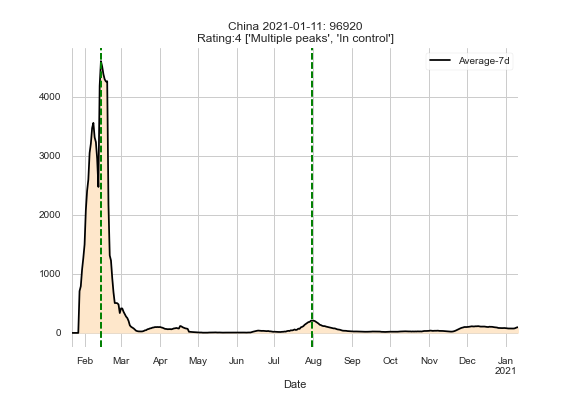 China 2021-01-11: 96920
Rating:4 ['Multiple peaks', 'In control']
Average-7d
4000
3000
2000
1000
0
Feb Mar Apr May Jun Jul Aug Sep Oct Nov Dec Jan
2021
Date